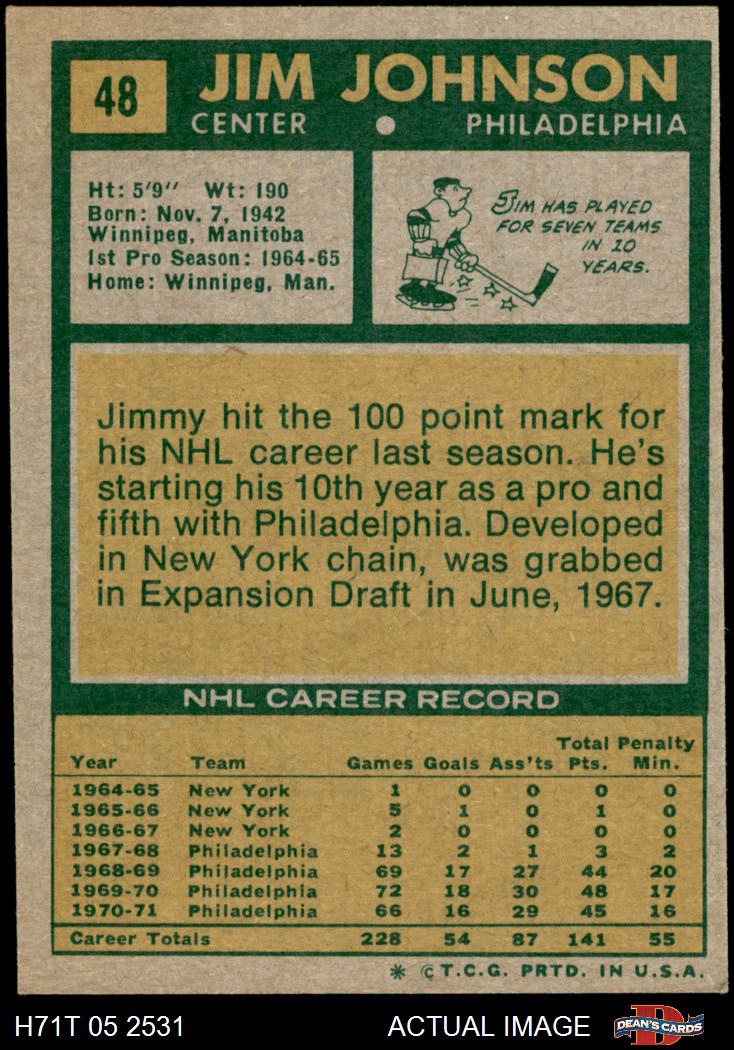 48
JIM JOHNSON
CENTER • PHILADELPHIA
Ht: 5'9" Wt: 190
Born: Nov. 7, 1942
Winnipeg, Manitoba
1st Pro Season: 1964-65
Home: Winnipeg, Man.
JIM HAS PLAYED
FOR SEVEN TEAMS
IN 10
YEARS.
Jimmy hit the 100 point mark for
his NHL career last season. He's
starting his 10th year as a pro and
fifth with Philadelphia. Developed
in New York chain, was grabbed
in Expansion Draft in June, 1967.
NHL CAREER RECORD
Total Penalty
Year Team Games Goals Ass'ts Pts. Min.
1964-65 New York 1 0 0 0 0
1965-66 New York 5 1 0 1 0
1966-67 New York 2 0 0 0 0
1967-68 Philadelphia 13 2 1 3 2
1968-69 Philadelphia 69 17 27 44 20
1969-70 Philadelphia 72 18 30 48 17
1970-71 Philadelphia 66 16 29 45 16
Career Totals 228 54 87 141 55
* © T.C.G. PRTD. IN U.S.A.
H71T 05 2531 ACTUAL IMAGE D DEAN'S CARDS